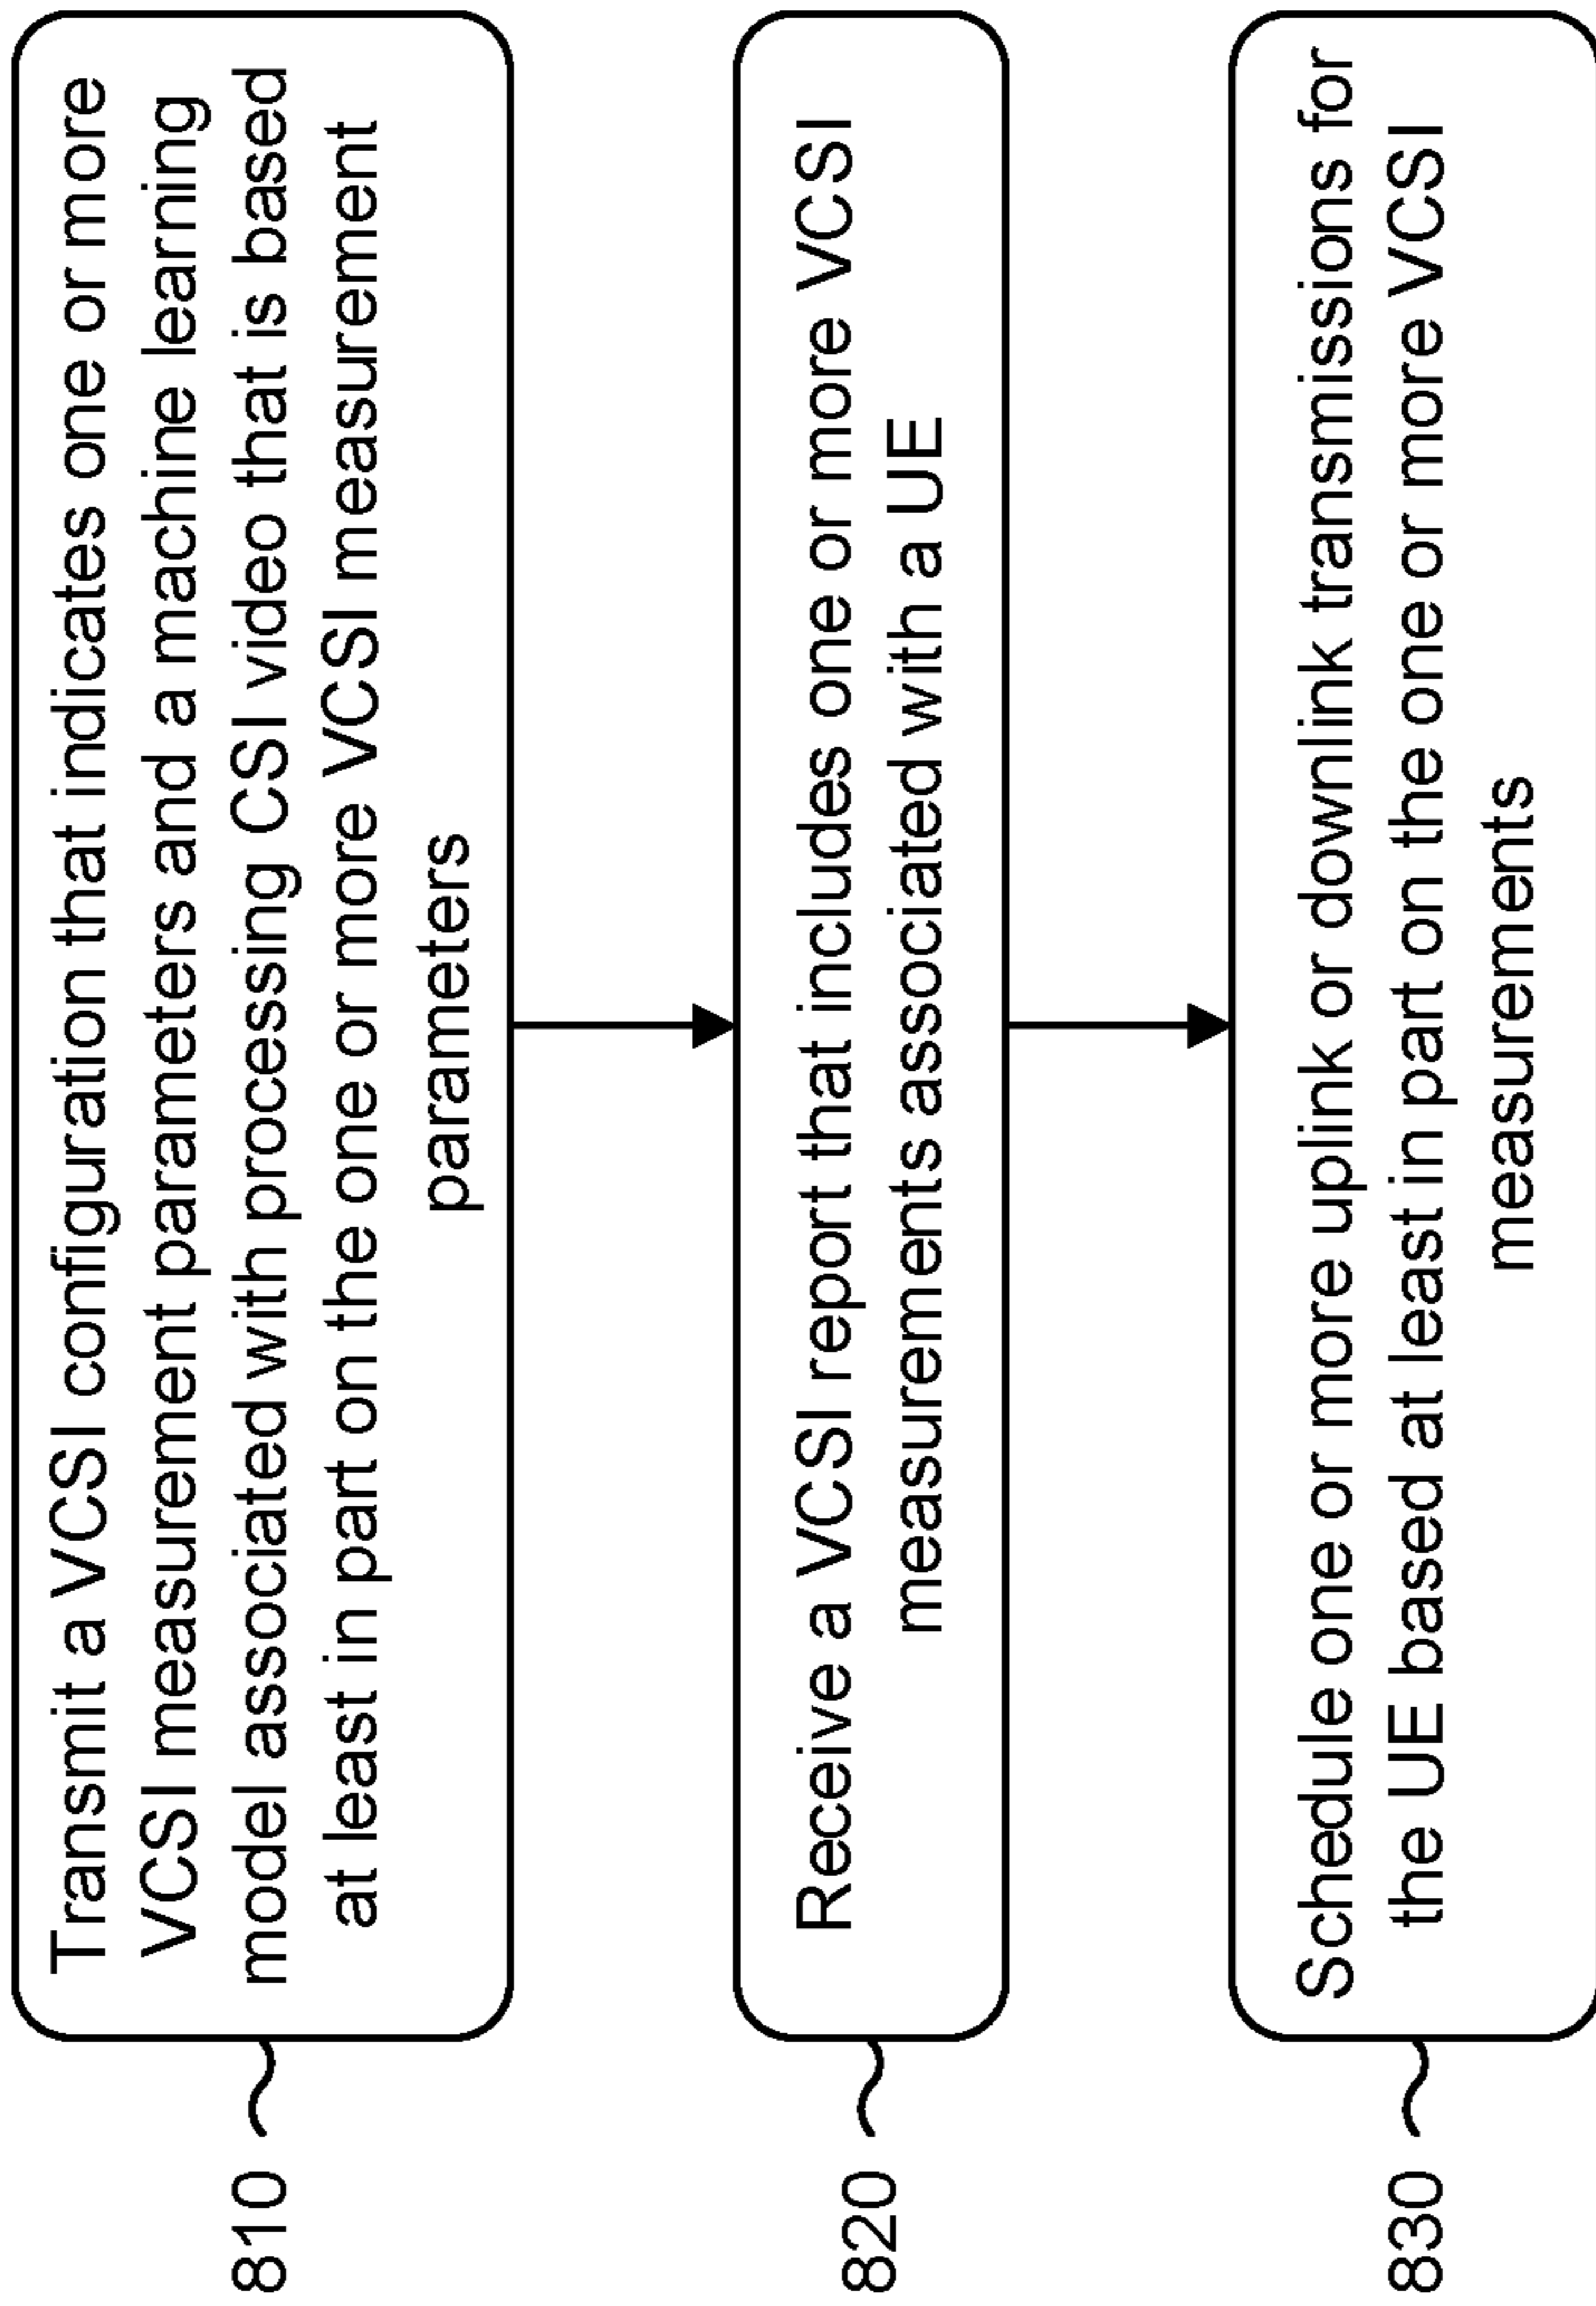 810
Transmit a VCSI configuration that indicates one or more
VCSI measurement parameters and a machine learning
model associated with processing CSI video that is based
at least in part on the one or more VCSI measurement
parameters
820
Receive a VCSI report that includes one or more VCSI
measurements associated with a UE
830
Schedule one or more uplink or downlink transmissions for
the UE based at least in part on the one or more VCSI
measurements